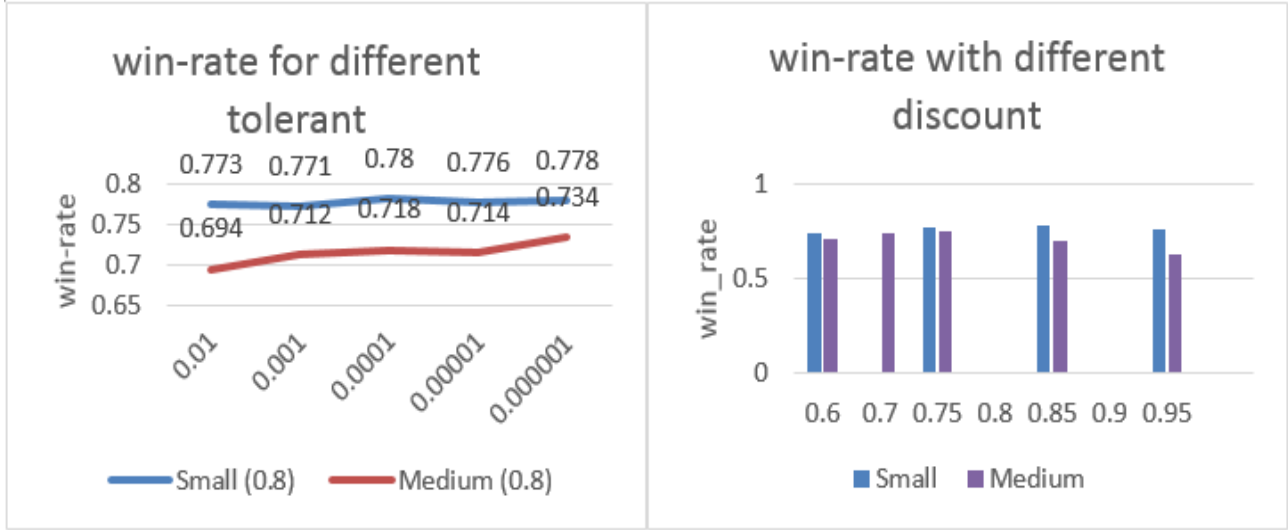 win-rate for different
tolerant
0.773 0.771 0.78 0.776 0.778
0.694 0.712 0.718 0.714 0.734
0.8
0.75
0.7
0.65
win-rate
0.01 0.001 0.0001 0.00001 0.000001
Small (0.8) Medium (0.8)
win-rate with different
discount
1
0.5
0
win_rate
0.6 0.7 0.75 0.8 0.85 0.9 0.95
Small Medium